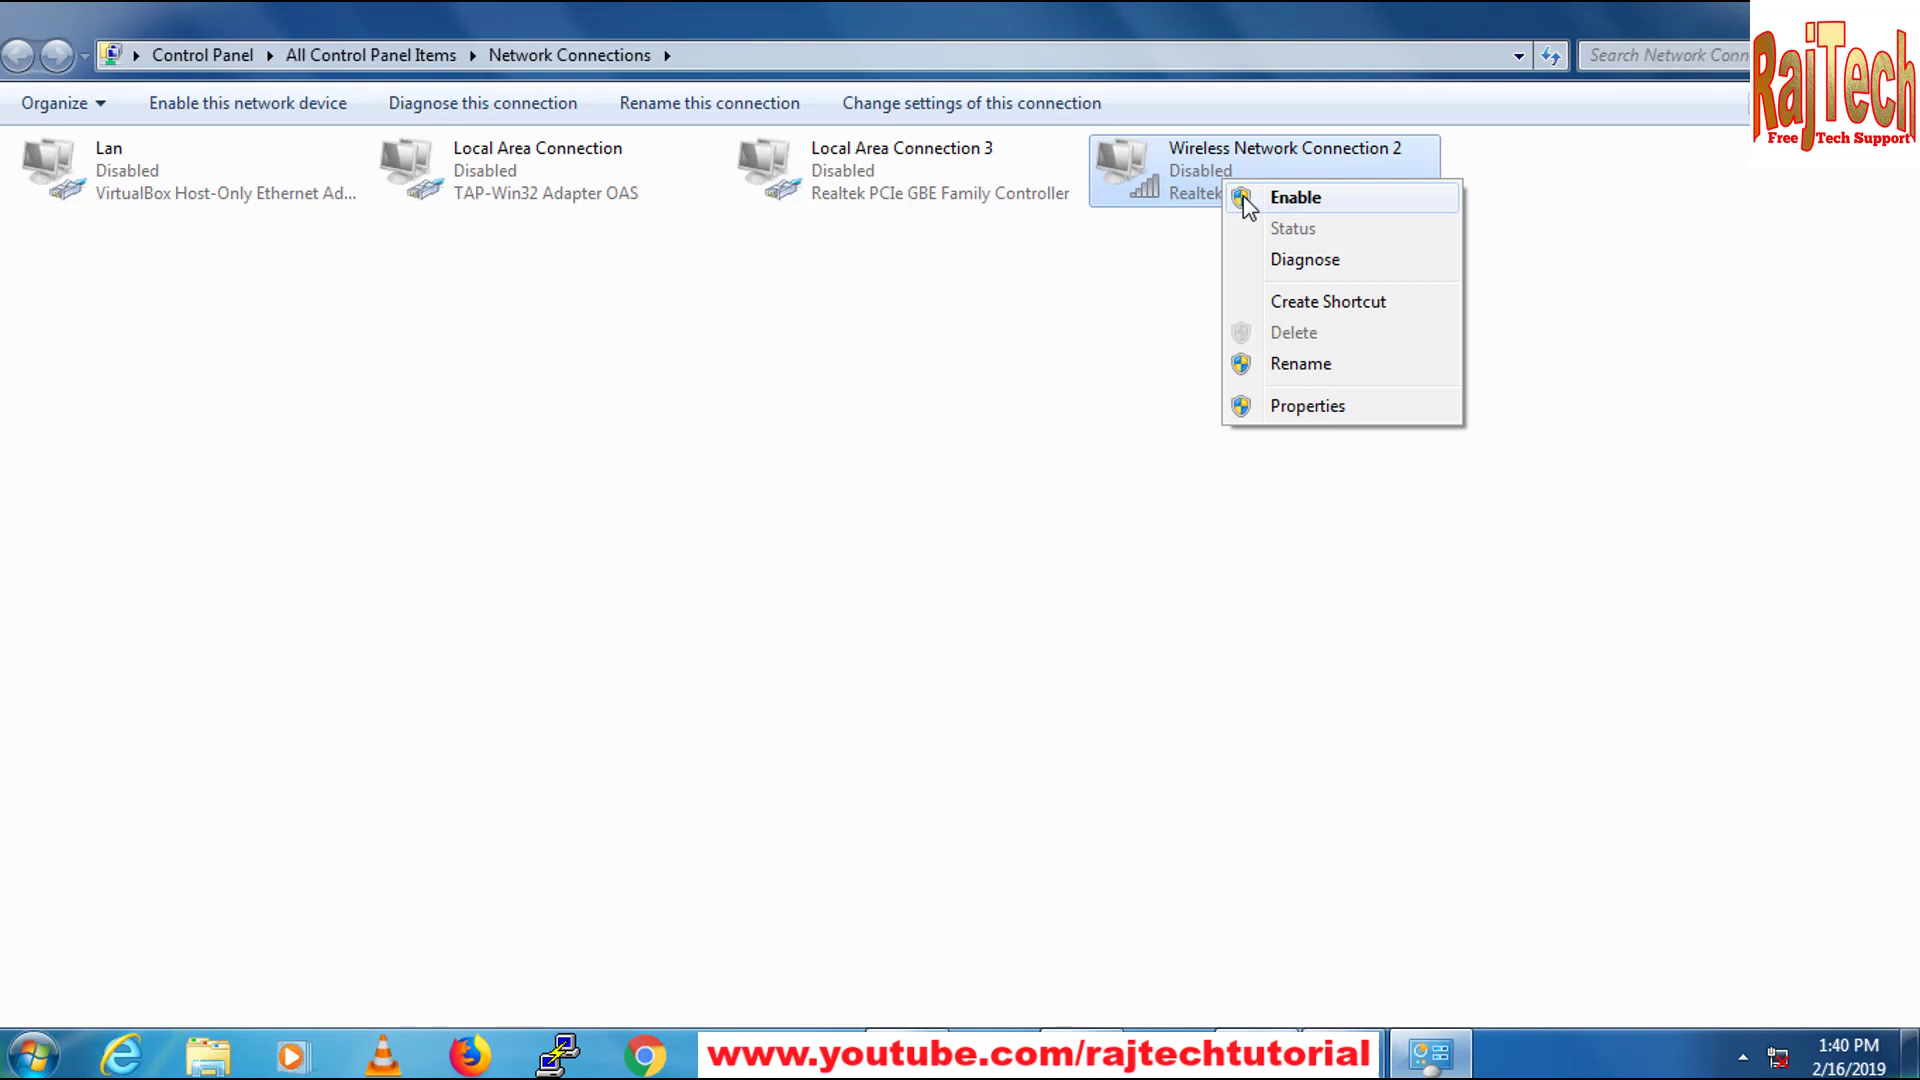 Control Panel
All Control Panel Items
Network Connections
Search Network Conn
RajTech
Free Tech Support
Organize
Enable this network device
Diagnose this connection
Rename this connection
Change settings of this connection
Lan
Disabled
VirtualBox Host-Only Ethernet Ad...
Local Area Connection
Disabled
TAP-Win32 Adapter OAS
Local Area Connection 3
Disabled
Realtek PCIe GBE Family Controller
Wireless Network Connection 2
Disabled
Realtek
Enable
Status
Diagnose
Create Shortcut
Delete
Rename
Properties
www.youtube.com/rajtechtutorial
1:40 PM
2/16/2019